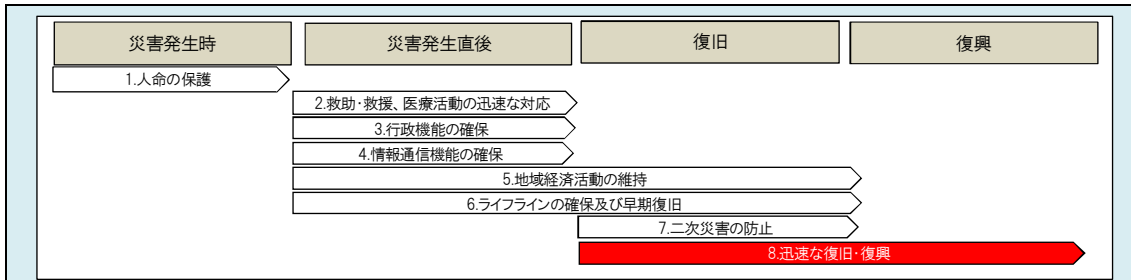 災害発生時 災害発生直後 復旧 復興
1.人命の保護
2.救助・救援、医療活動の迅速な対応
3.行政機能の確保
4.情報通信機能の確保
5.地域経済活動の維持
6.ライフラインの確保及び早期復旧
7.二次災害の防止
8.迅速な復旧・復興